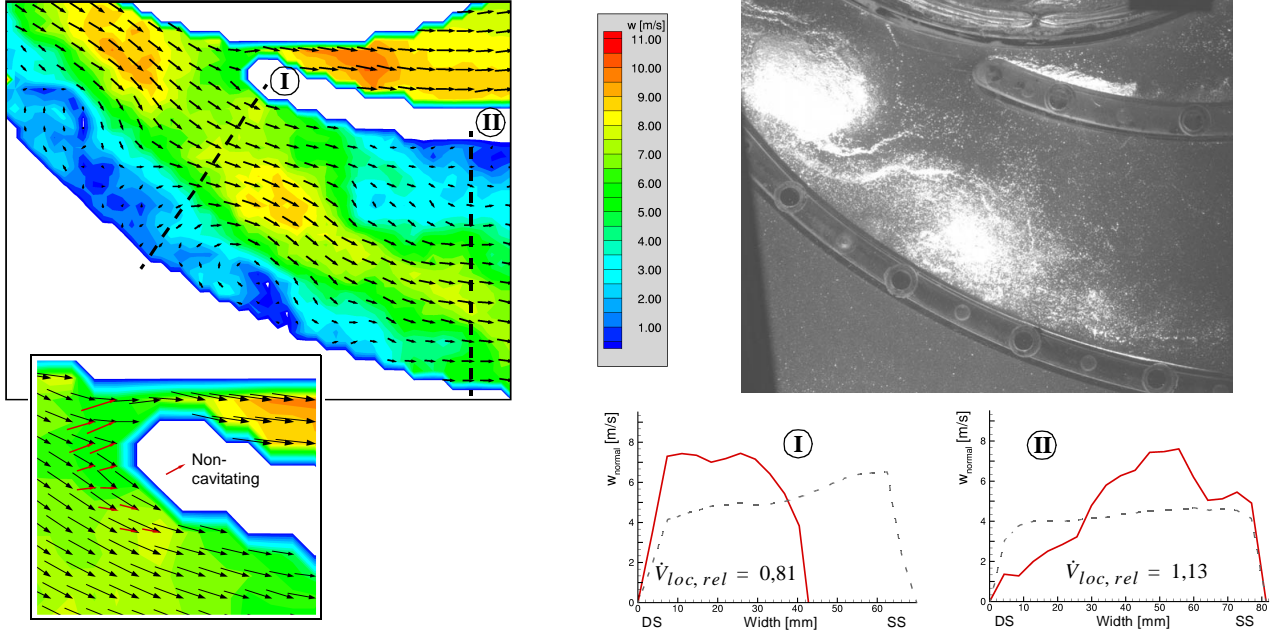 I
II
w [m/s]
11.00
10.00
9.00
8.00
7.00
6.00
5.00
4.00
3.00
2.00
1.00
Non-
cavitating
I
w_normal [m/s]
8
6
4
2
0
V̇_loc, rel = 0,81
0 10 20 30 40 50 60
DS Width [mm] SS
II
w_normal [m/s]
8
6
4
2
0
V̇_loc, rel = 1,13
0 10 20 30 40 50 60 70 80
DS Width [mm] SS